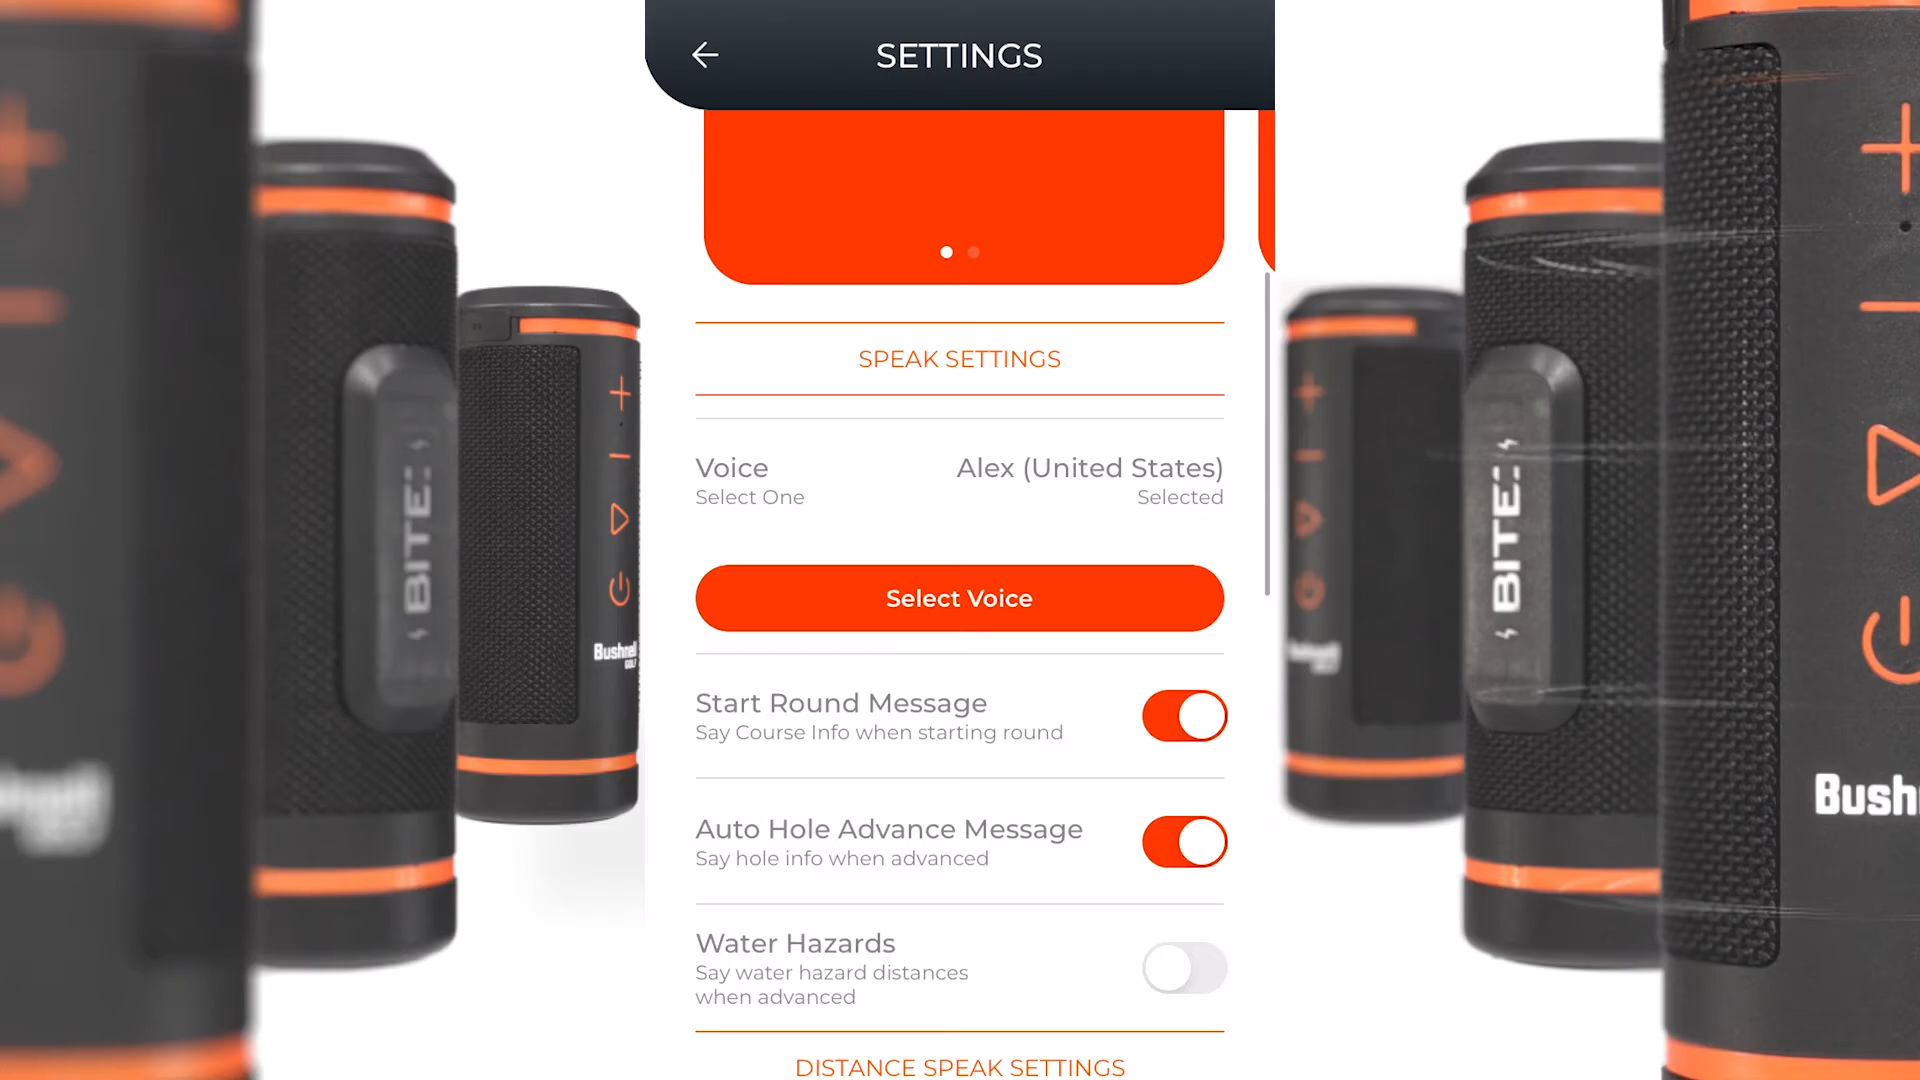 SETTINGS
SPEAK SETTINGS
Voice
Select One
Alex (United States)
Selected
Select Voice
Start Round Message
Say Course Info when starting round
Auto Hole Advance Message
Say hole info when advanced
Water Hazards
Say water hazard distances
when advanced
DISTANCE SPEAK SETTINGS
BITE
Bushnell
GOLF
BITE
Bush